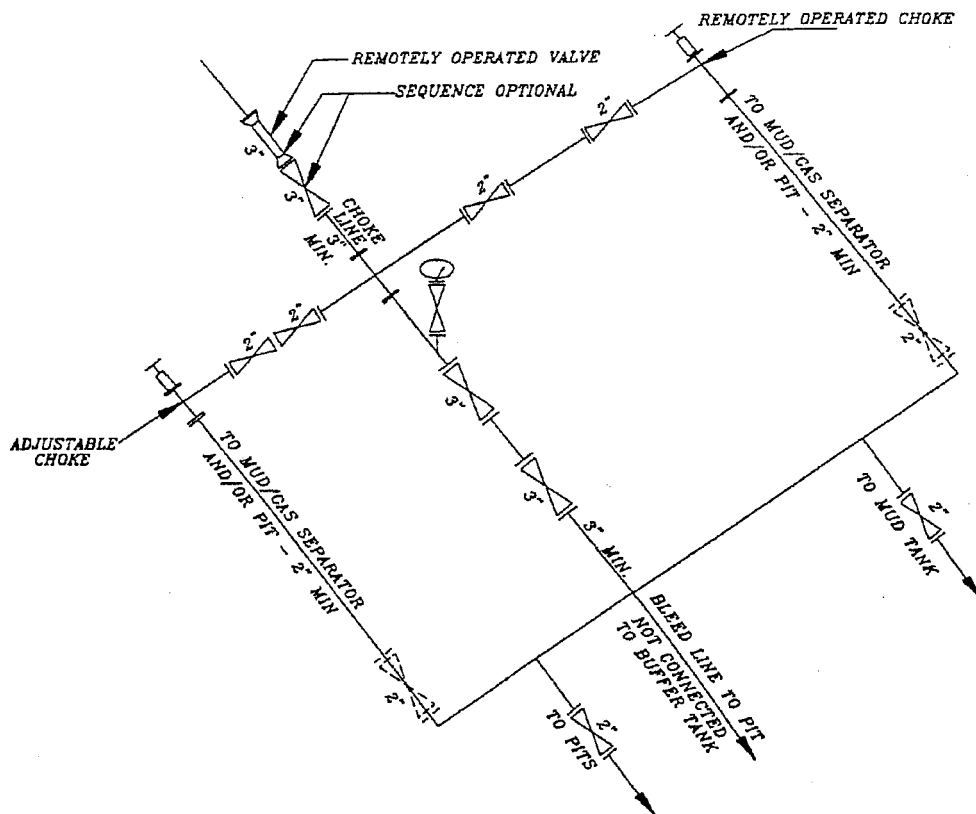 REMOTELY OPERATED CHOKE
REMOTELY OPERATED VALVE
SEQUENCE OPTIONAL
3"
3"
CHOKE
LINE
3"
MIN.
2"
2"
TO MUD/GAS SEPARATOR
AND/OR PIT - 2" MIN
2"
2"
2"
3"
ADJUSTABLE
CHOKE
TO MUD/GAS SEPARATOR
AND/OR PIT - 2" MIN
2"
3"
3" MIN.
2"
TO MUD TANK
BLEED LINE TO PIT
NOT CONNECTED
TO BUFFER TANK
2"
TO PITS